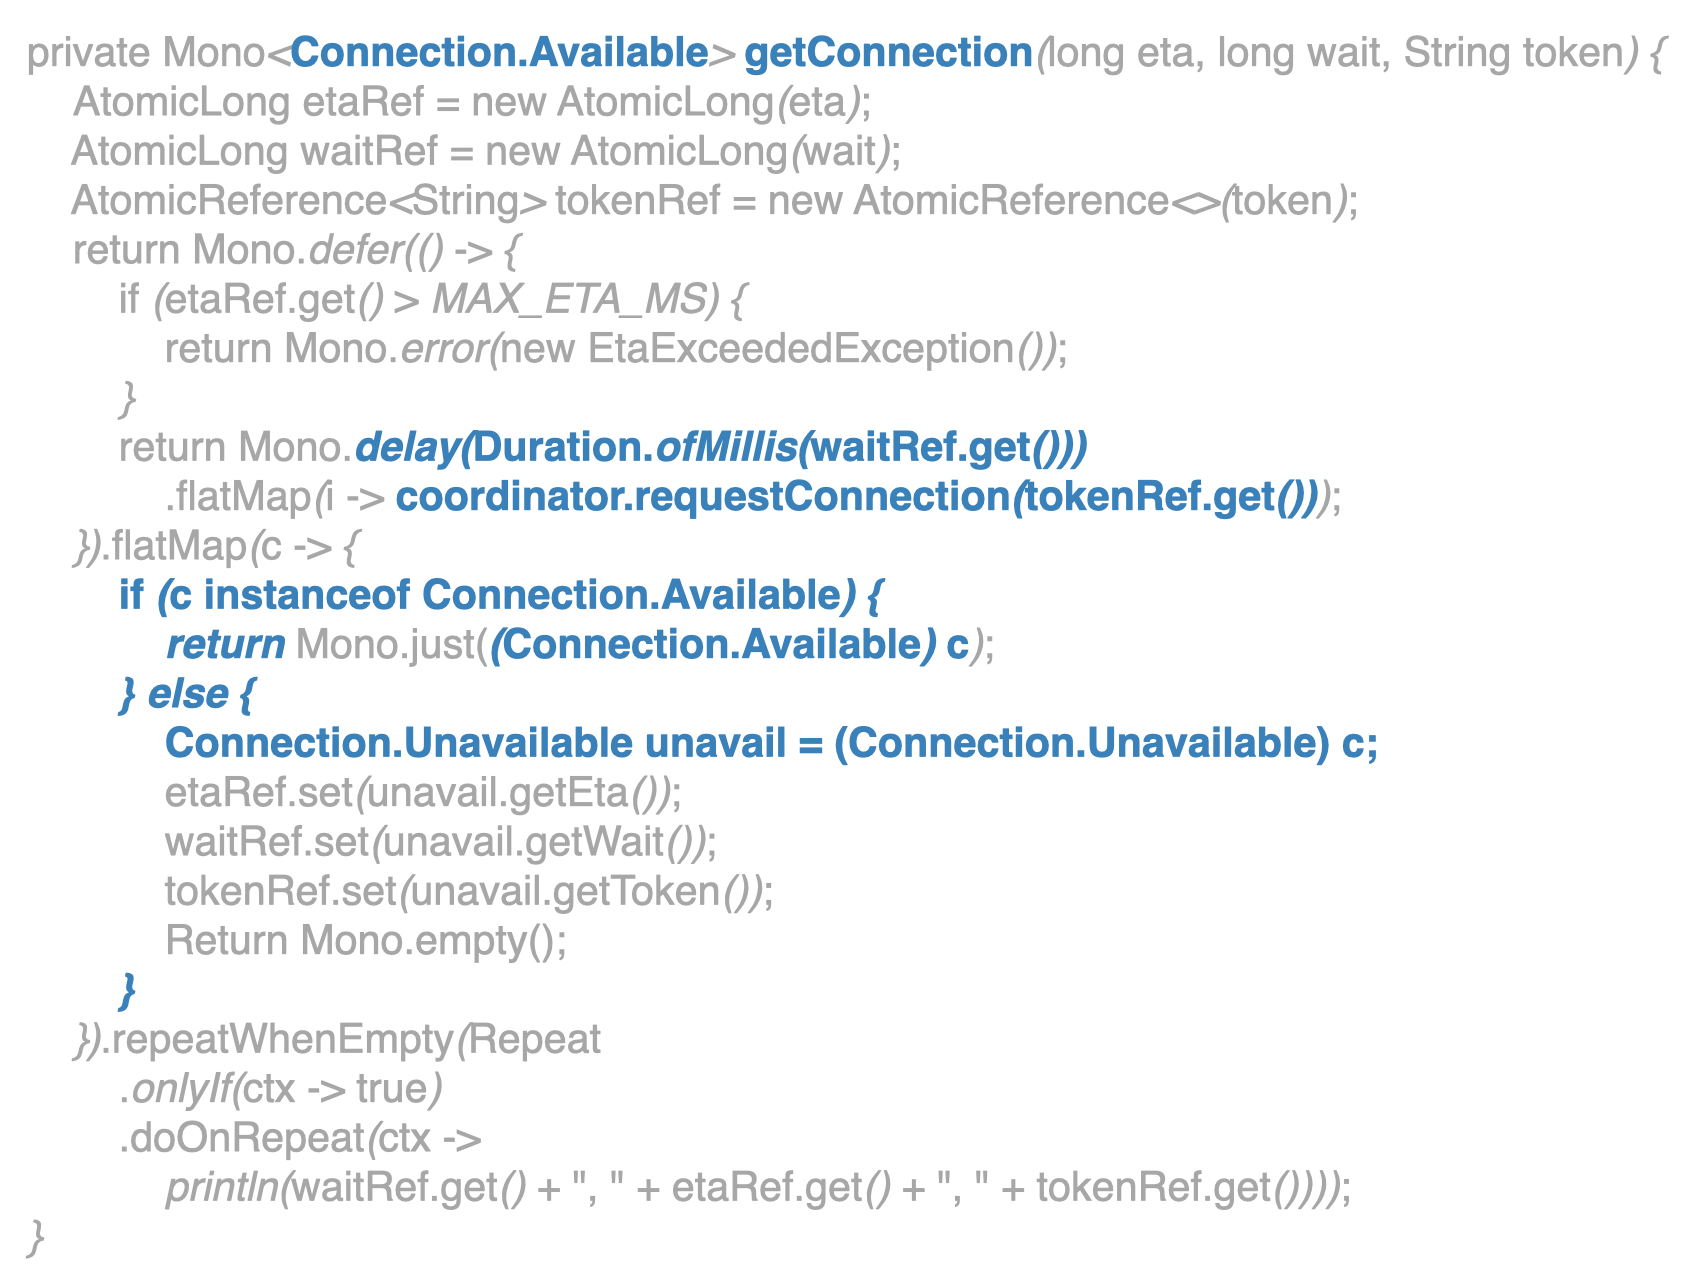 private Mono<Connection.Available> getConnection(long eta, long wait, String token) {
AtomicLong etaRef = new AtomicLong(eta);
AtomicLong waitRef = new AtomicLong(wait);
AtomicReference<String> tokenRef = new AtomicReference<>(token);
return Mono.defer(() -> {
if (etaRef.get() > MAX_ETA_MS) {
return Mono.error(new EtaExceededException());
}
return Mono.delay(Duration.ofMillis(waitRef.get()))
.flatMap(i -> coordinator.requestConnection(tokenRef.get()));
}).flatMap(c -> {
if (c instanceof Connection.Available) {
return Mono.just((Connection.Available) c);
} else {
Connection.Unavailable unavail = (Connection.Unavailable) c;
etaRef.set(unavail.getEta());
waitRef.set(unavail.getWait());
tokenRef.set(unavail.getToken());
Return Mono.empty();
}
}).repeatWhenEmpty(Repeat
.onlyIf(ctx -> true)
.doOnRepeat(ctx ->
println(waitRef.get() + ", " + etaRef.get() + ", " + tokenRef.get())));
}